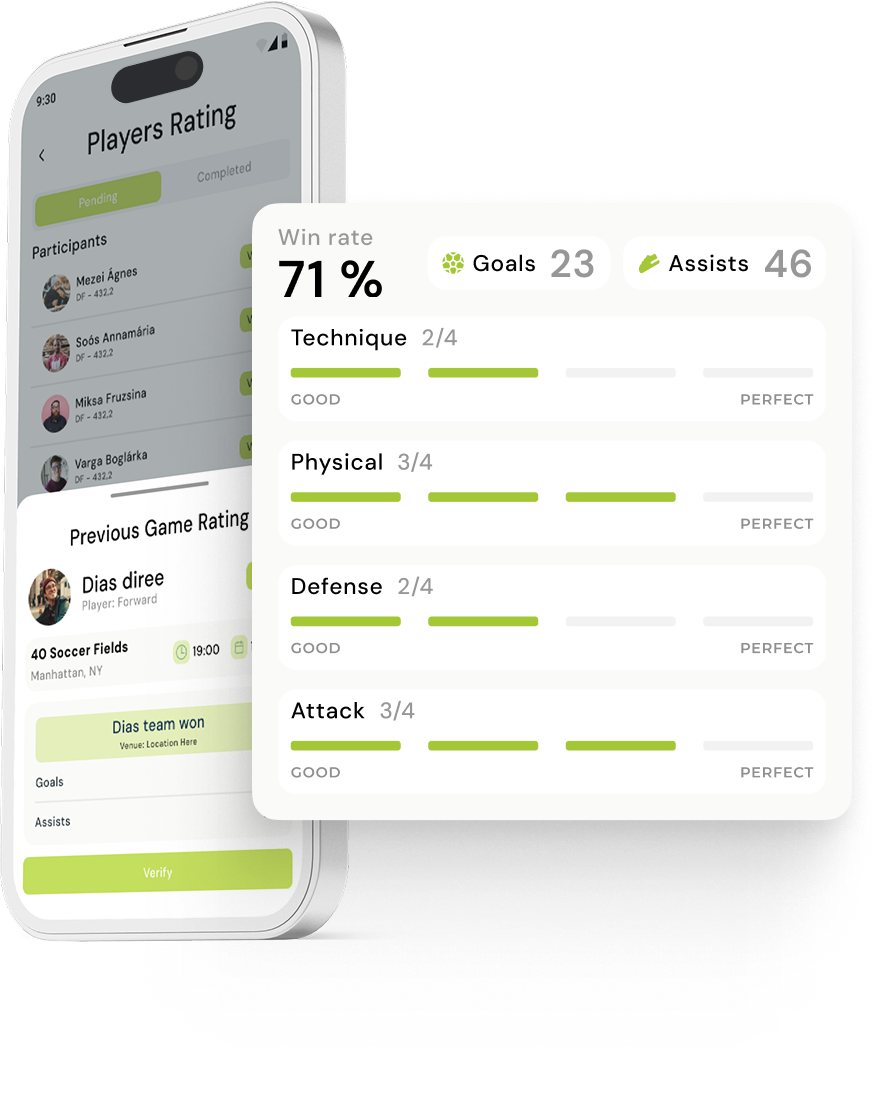 9:30
Players Rating
Pending
Completed
Participants
Mezei Ágnes
DF - 432,2
Soós Annamária
DF - 432,2
Miksa Fruzsina
DF - 432,2
Varga Boglárka
DF - 432,2
Previous Game Rating
Dias diree
Player: Forward
40 Soccer Fields
Manhattan, NY
19:00
Dias team won
Venue: Location Here
Goals
Assists
Verify
Win rate
71 %
Goals 23
Assists 46
Technique 2/4
GOOD PERFECT
Physical 3/4
GOOD PERFECT
Defense 2/4
GOOD PERFECT
Attack 3/4
GOOD PERFECT